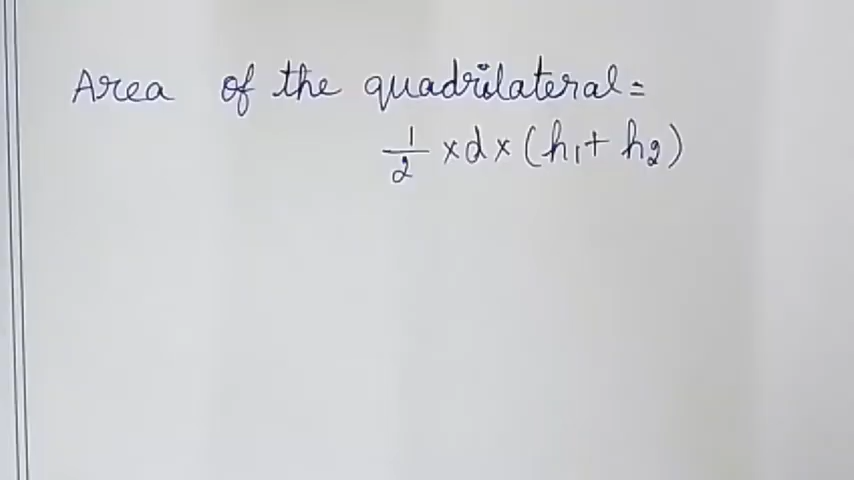 Area of the quadrilateral =
1/2 × d × (h₁ + h₂)